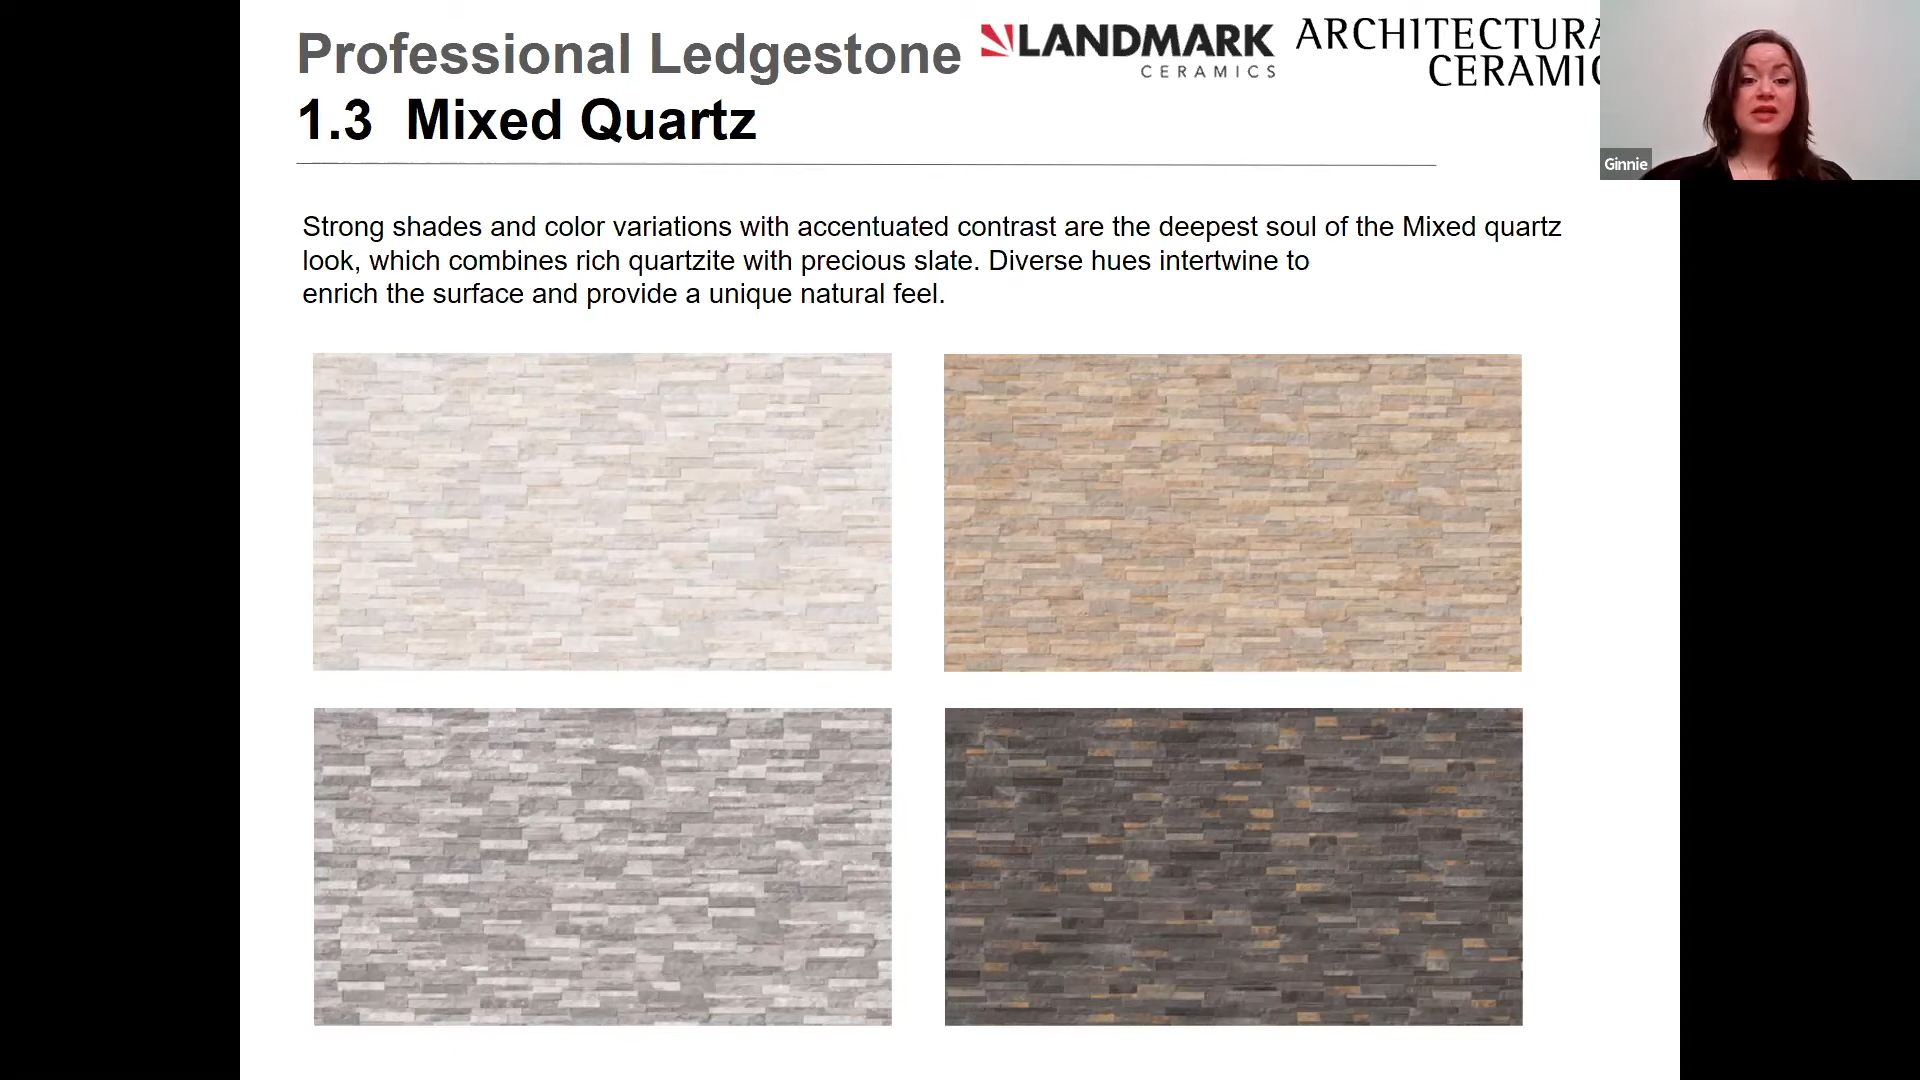 Professional Ledgestone
1.3 Mixed Quartz
LANDMARK
CERAMICS
ARCHITECTURA
CERAMIC
Ginnie
Strong shades and color variations with accentuated contrast are the deepest soul of the Mixed quartz
look, which combines rich quartzite with precious slate. Diverse hues intertwine to
enrich the surface and provide a unique natural feel.